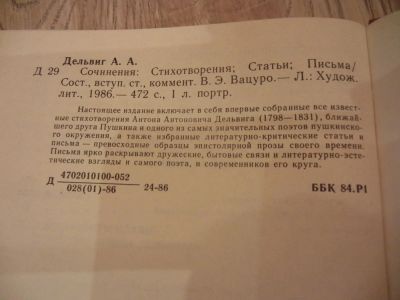 Дельвиг А. А.
Д 29 Сочинения: Стихотворения; Статьи; Письма/
Сост., вступ. ст., коммент. В. Э. Вацуро.— Л.: Худож.
лит., 1986.— 472 с., 1 л. портр.
Настоящее издание включает в себя впервые собранные все извест-
ные стихотворения Антона Антоновича Дельвига (1798—1831), ближай-
шего друга Пушкина и одного из самых значительных поэтов пушкинско-
го окружения, а также избранные литературно-критические статьи и
письма — превосходные образцы эпистолярной прозы своего времени.
Письма ярко раскрывают дружеские, бытовые связи и литературно-эсте-
тические взгляды и самого поэта, и современников его круга.
Д 4702010100-052
028(01)-86 24-86 ББК 84.Р1